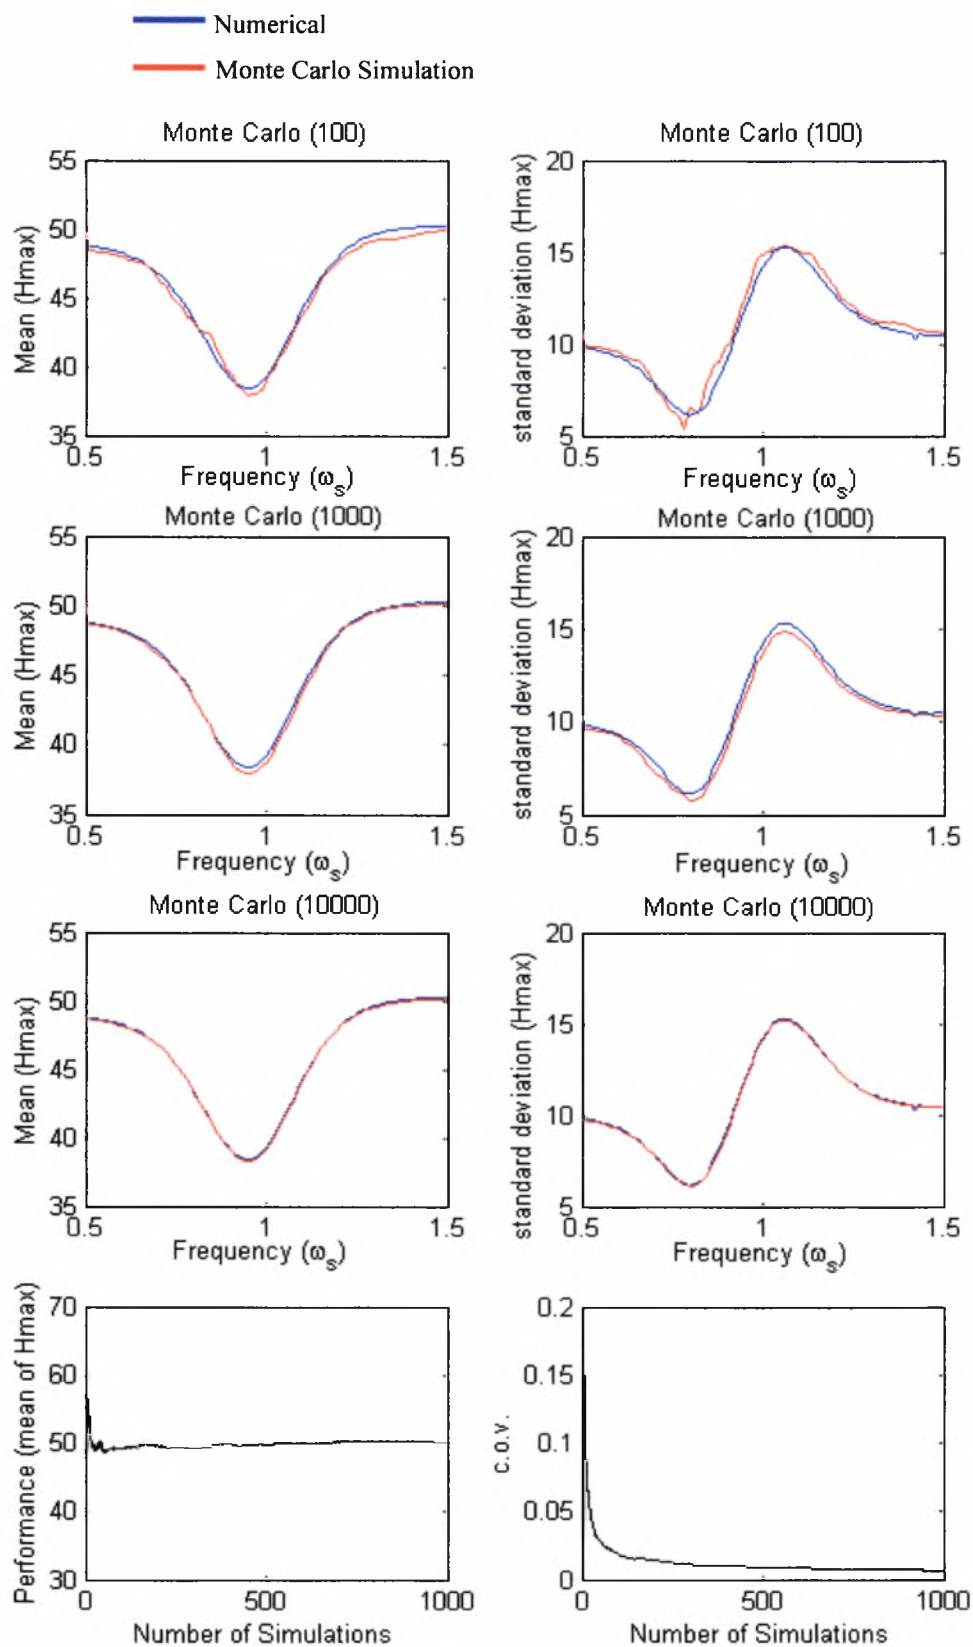 Numerical
Monte Carlo Simulation
Monte Carlo (100)
Monte Carlo (100)
55
50
45
40
35
Mean (Hmax)
0.5
1
1.5
Frequency (ωs)
20
15
10
5
standard deviation (Hmax)
0.5
1
1.5
Frequency (ωs)
Monte Carlo (1000)
Monte Carlo (1000)
55
50
45
40
35
Mean (Hmax)
0.5
1
1.5
Frequency (ωs)
20
15
10
5
standard deviation (Hmax)
0.5
1
1.5
Frequency (ωs)
Monte Carlo (10000)
Monte Carlo (10000)
55
50
45
40
35
Mean (Hmax)
0.5
1
1.5
Frequency (ωs)
20
15
10
5
standard deviation (Hmax)
0.5
1
1.5
Frequency (ωs)
70
60
50
40
30
Performance (mean of Hmax)
0
500
1000
Number of Simulations
0.2
0.15
0.1
0.05
0
c.o.v.
0
500
1000
Number of Simulations